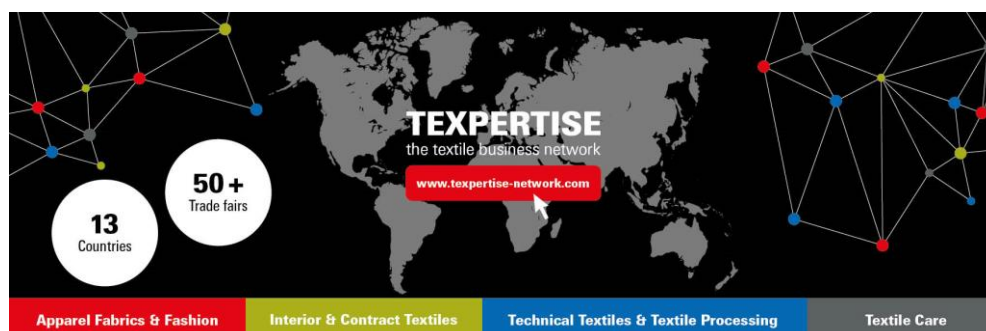 TEXPERTISE
the textile business network
www.texpertise-network.com
50+
Trade fairs
13
Countries
Apparel Fabrics & Fashion
Interior & Contract Textiles
Technical Textiles & Textile Processing
Textile Care